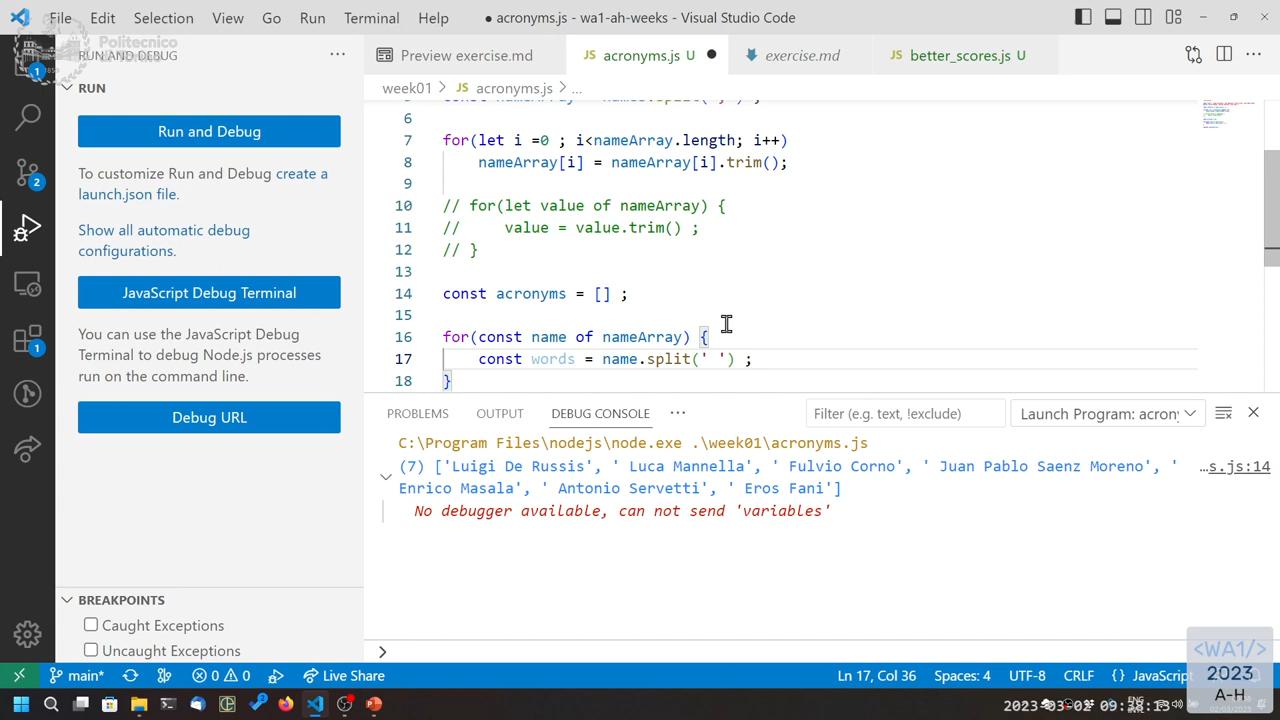 File Edit Selection View Go Run Terminal Help ● acronyms.js - wa1-ah-weeks - Visual Studio Code
Politecnico
RUN AND DEBUG ···
Preview exercise.md JS acronyms.js U ● exercise.md JS better_scores.js U ···
1
RUN
week01 > JS acronyms.js > ...
Run and Debug
6
7 for(let i =0 ; i<nameArray.length; i++)
8 nameArray[i] = nameArray[i].trim();
9
10 // for(let value of nameArray) {
11 // value = value.trim() ;
12 // }
13
14 const acronyms = [] ;
15
16 for(const name of nameArray) {
17 const words = name.split(' ') ;
18 }
To customize Run and Debug create a
launch.json file.
2
Show all automatic debug
configurations.
JavaScript Debug Terminal
You can use the JavaScript Debug
Terminal to debug Node.js processes
run on the command line.
1
Debug URL
PROBLEMS OUTPUT DEBUG CONSOLE ··· Filter (e.g. text, !exclude) Launch Program: acrony
C:\Program Files\nodejs\node.exe .\week01\acronyms.js
(7) ['Luigi De Russis', ' Luca Mannella', ' Fulvio Corno', ' Juan Pablo Saenz Moreno', ' …s.js:14
Enrico Masala', ' Antonio Servetti', ' Eros Fani']
No debugger available, can not send 'variables'
BREAKPOINTS
Caught Exceptions
Uncaught Exceptions
>
<WA1/>
2023
A-H
main* 0 0 Live Share Ln 17, Col 36 Spaces: 4 UTF-8 CRLF {} JavaScript